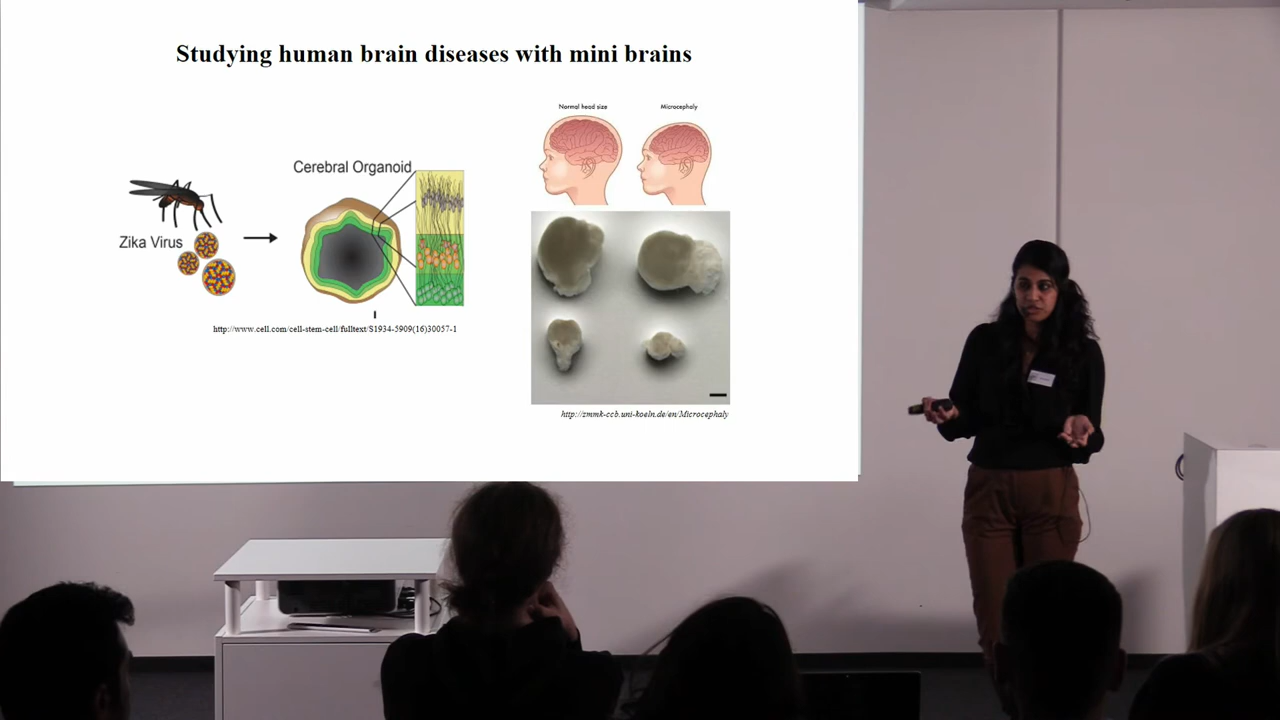 Studying human brain diseases with mini brains
Normal head size
Microcephaly
Cerebral Organoid
Zika Virus
http://www.cell.com/cell-stem-cell/fulltext/S1934-5909(16)30057-1
http://zmmk-ccb.uni-koeln.de/en/Microcephaly